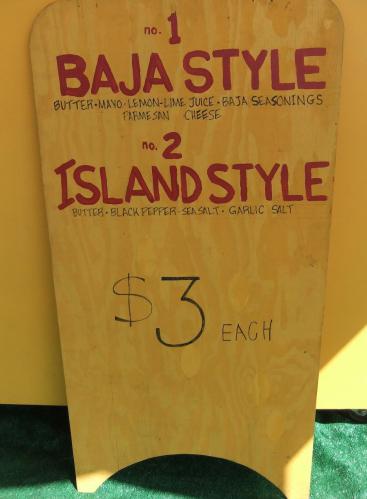 no. 1
BAJA STYLE
BUTTER • MAYO • LEMON-LIME JUICE • BAJA SEASONINGS
PARMESAN CHEESE
no. 2
ISLAND STYLE
BUTTER • BLACK PEPPER • SEA SALT • GARLIC SALT
$3 EACH